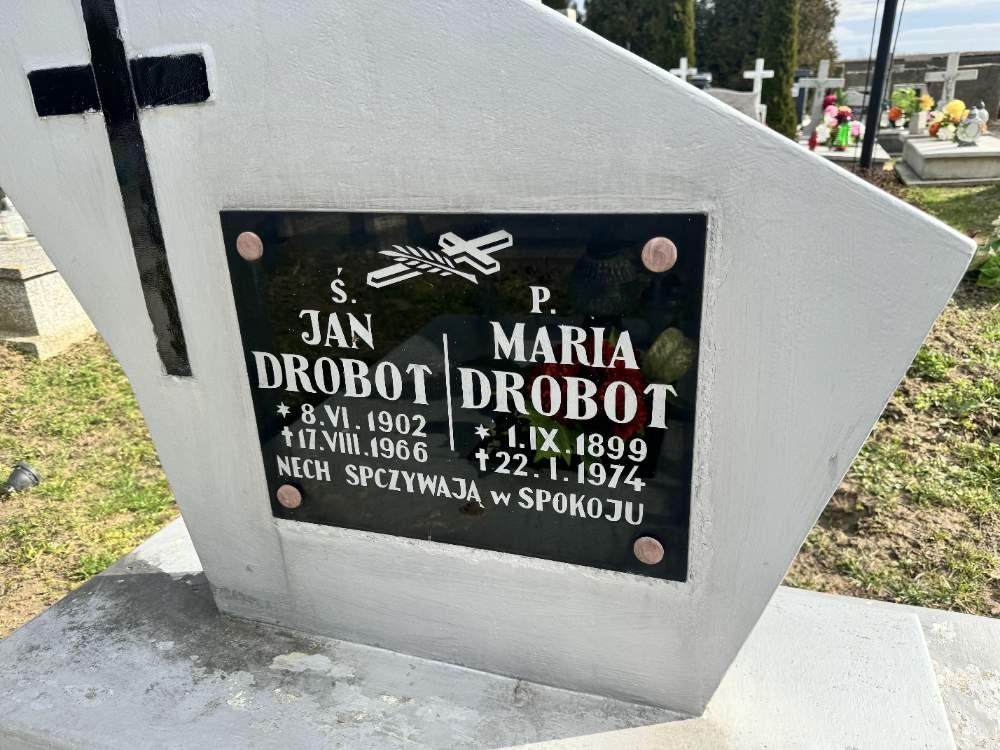 Ś. P.
JAN
DROBOT
* 8.VI.1902
† 17.VIII.1966
MARIA
DROBOT
* 1.IX.1899
† 22.I.1974
NECH SPCZYWAJĄ W SPOKOJU